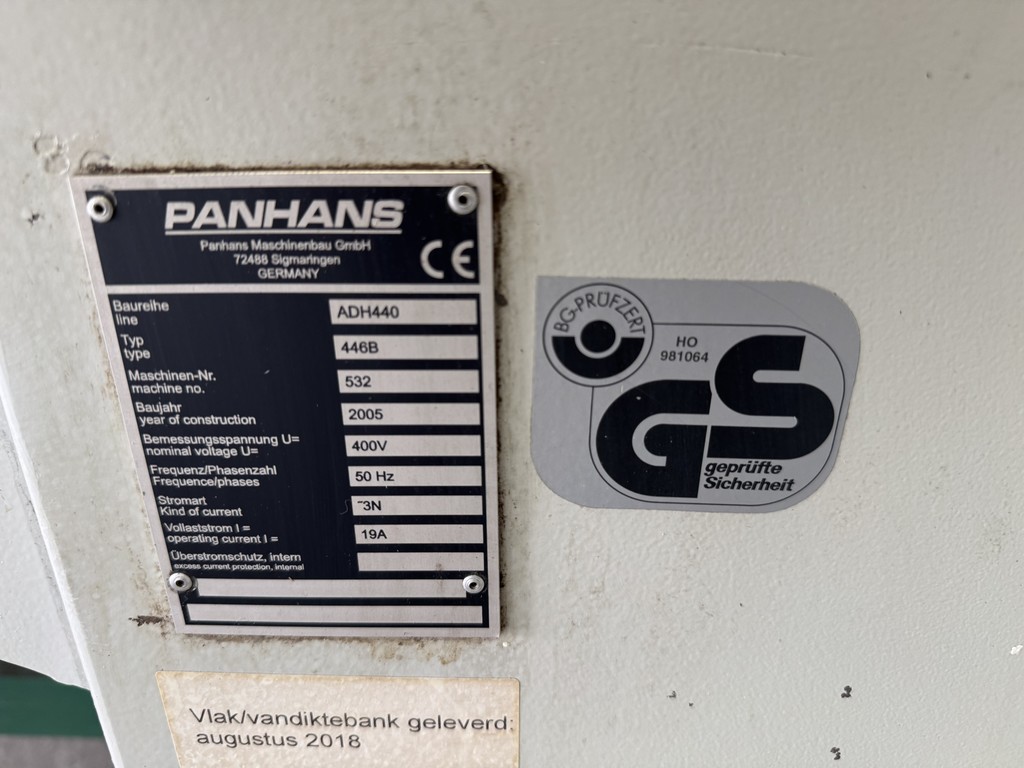 PANHANS
Panhans Maschinenbau GmbH
72488 Sigmaringen
GERMANY
CE
Baureihe
line
ADH440
Typ
type
446B
Maschinen-Nr.
machine no.
532
Baujahr
year of construction
2005
Bemessungsspannung U=
nominal voltage U=
400V
Frequenz/Phasenzahl
Frequence/phases
50 Hz
Stromart
Kind of current
~3N
Vollaststrom I =
operating current I =
19A
Überstromschutz, intern
excess current protection, internal
BG-PRÜFZERT
HO
981064
GS
geprüfte
Sicherheit
Vlak/vandiktebank geleverd:
augustus 2018